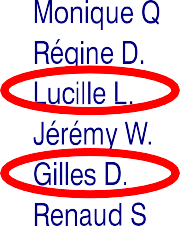 Monique Q
Régine D.
Lucille L.
Jérémy W.
Gilles D.
Renaud S